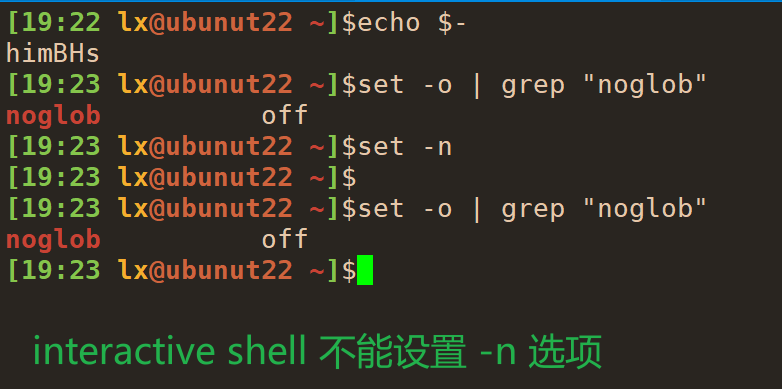 [19:22 lx@ubunut22 ~]$echo $-
himBHs
[19:23 lx@ubunut22 ~]$set -o | grep "noglob"
noglob          off
[19:23 lx@ubunut22 ~]$set -n
[19:23 lx@ubunut22 ~]$
[19:23 lx@ubunut22 ~]$set -o | grep "noglob"
noglob          off
[19:23 lx@ubunut22 ~]$
interactive shell 不能设置 -n 选项